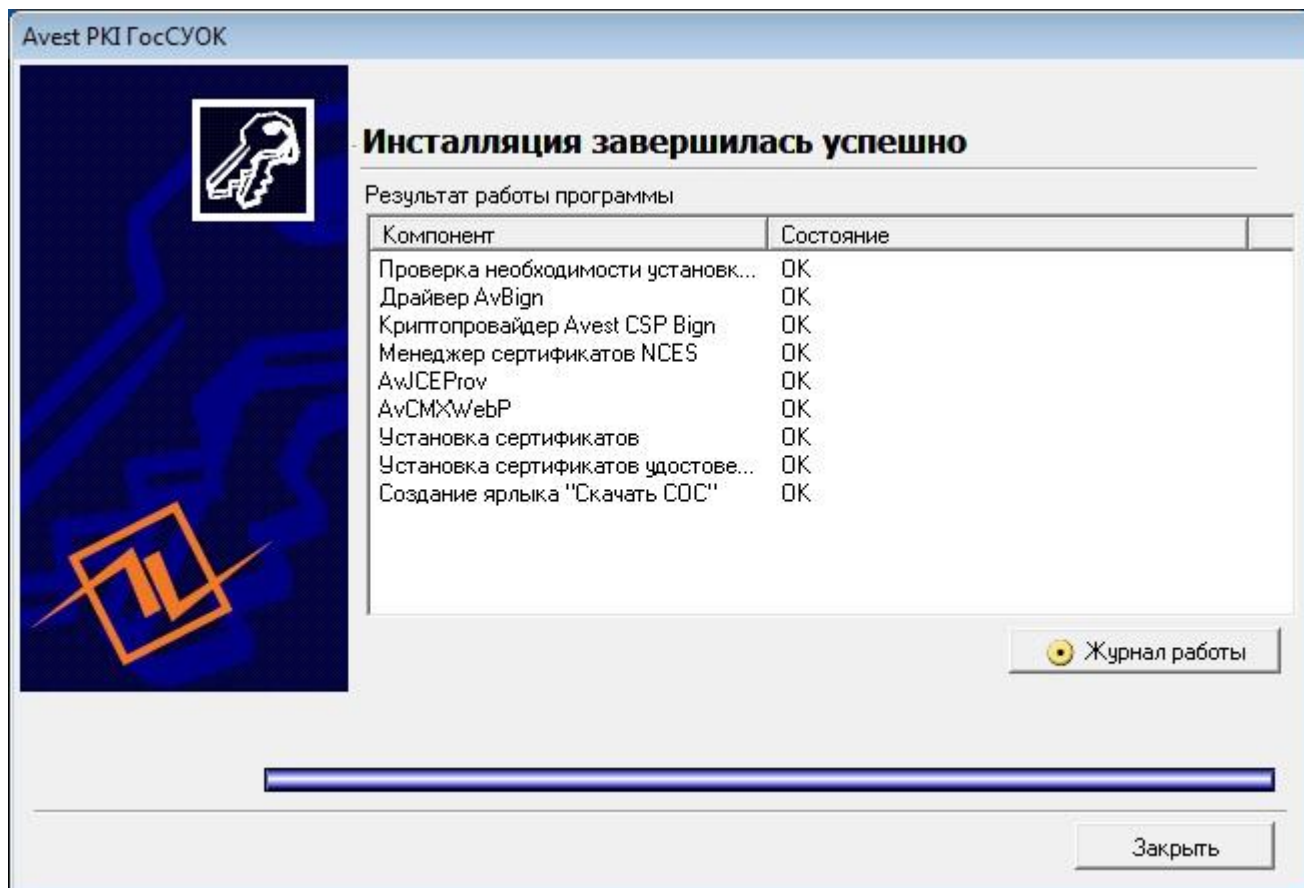 Avest PKI ГосСУОК
Инсталляция завершилась успешно
Результат работы программы
Компонент Состояние
Проверка необходимости установк... OK
Драйвер AvBign OK
Криптопровайдер Avest CSP Bign OK
Менеджер сертификатов NCES OK
AvJCEProv OK
AvCMXWebP OK
Установка сертификатов OK
Установка сертификатов удостове... OK
Создание ярлыка "Скачать СОС" OK
Журнал работы
Закрыть